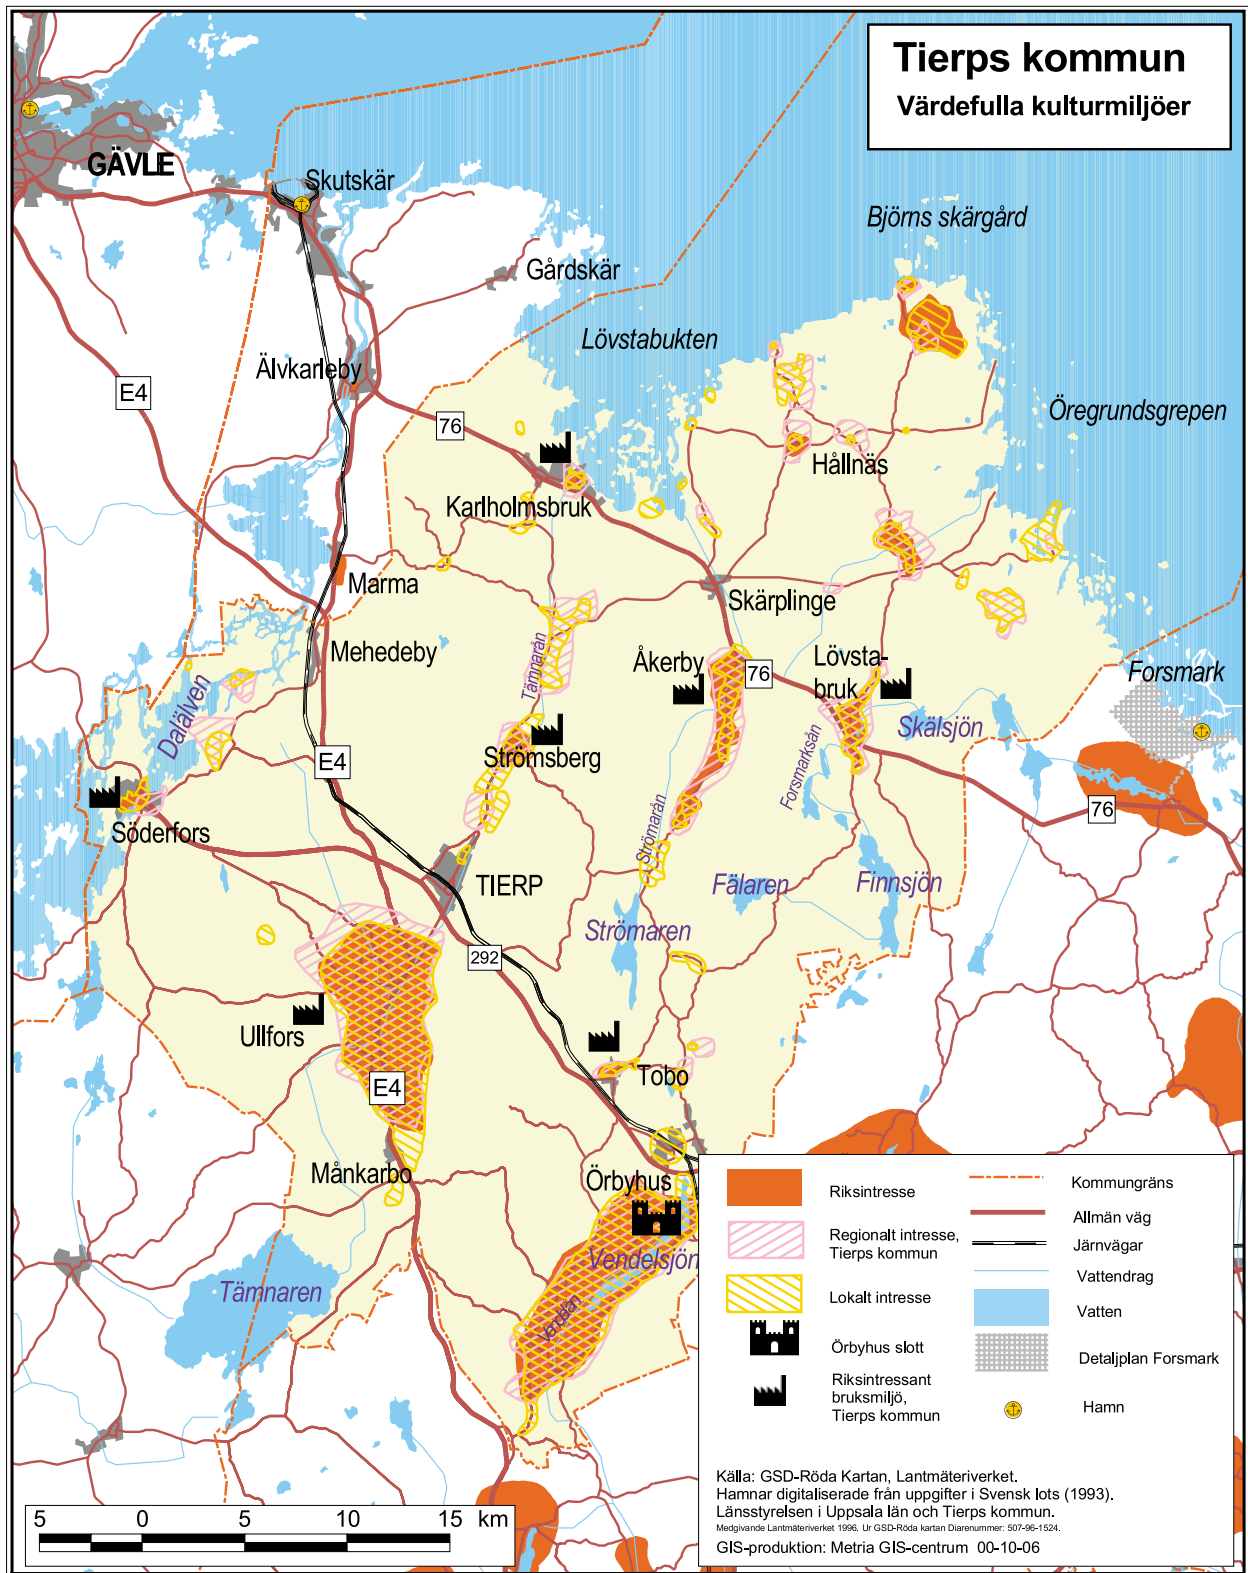 Tierps kommun
Värdefulla kulturmiljöer
GÄVLE
Skutskär
Björns skärgård
Gårdskär
Lövstabukten
Älvkarleby
E4
76
Öregrundsgrepen
Hållnäs
Karlholmsbruk
Marma
Skärplinge
Mehedeby
Tämnarån
Åkerby
76
Lövsta-
bruk
Forsmark
Dalälven
Skälsjön
Strömsberg
E4
Forsmarksån
76
Söderfors
Strömarån
TIERP
Fälaren
Finnsjön
Strömaren
292
Ullfors
Tobo
E4
Månkarbo
Örbyhus
Vendelsjön
Tämnaren
Vendelån
Riksintresse
Regionalt intresse,
Tierps kommun
Lokalt intresse
Örbyhus slott
Riksintressant
bruksmiljö,
Tierps kommun
Kommungräns
Allmän väg
Järnvägar
Vattendrag
Vatten
Detaljplan Forsmark
Hamn
Källa: GSD-Röda Kartan, Lantmäteriverket.
Hamnar digitaliserade från uppgifter i Svensk lots (1993).
Länsstyrelsen i Uppsala län och Tierps kommun.
Medgivande Lantmäteriverket 1996. Ur GSD-Röda kartan Diarenummer: 507-96-1524.
GIS-produktion: Metria GIS-centrum 00-10-06
5 0 5 10 15 km